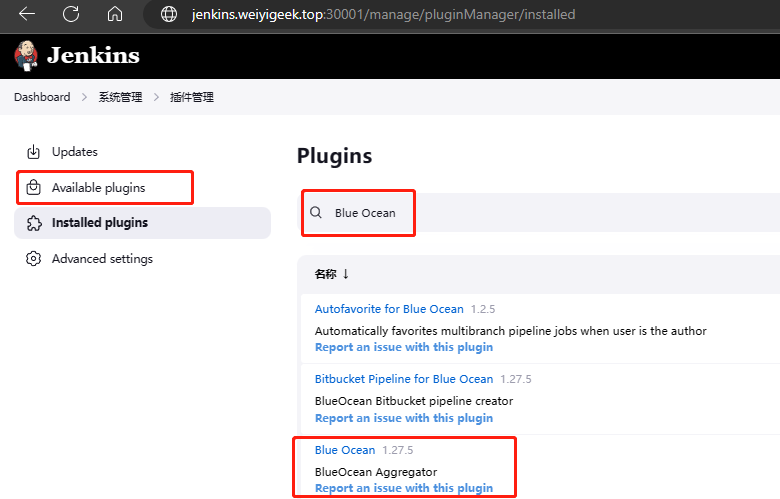 jenkins.weiyigeek.top:30001/manage/pluginManager/installed
Jenkins
Dashboard > 系统管理 > 插件管理
Updates
Available plugins
Installed plugins
Advanced settings
Plugins
Blue Ocean
名称 ↓
Autofavorite for Blue Ocean 1.2.5
Automatically favorites multibranch pipeline jobs when user is the author
Report an issue with this plugin
Bitbucket Pipeline for Blue Ocean 1.27.5
BlueOcean Bitbucket pipeline creator
Report an issue with this plugin
Blue Ocean 1.27.5
BlueOcean Aggregator
Report an issue with this plugin